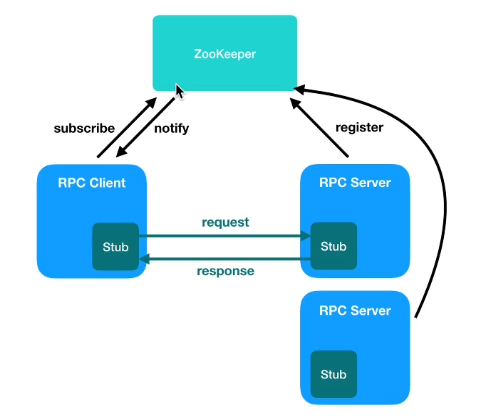 ZooKeeper
subscribe
notify
register
RPC Client
RPC Server
request
Stub
Stub
response
RPC Server
Stub